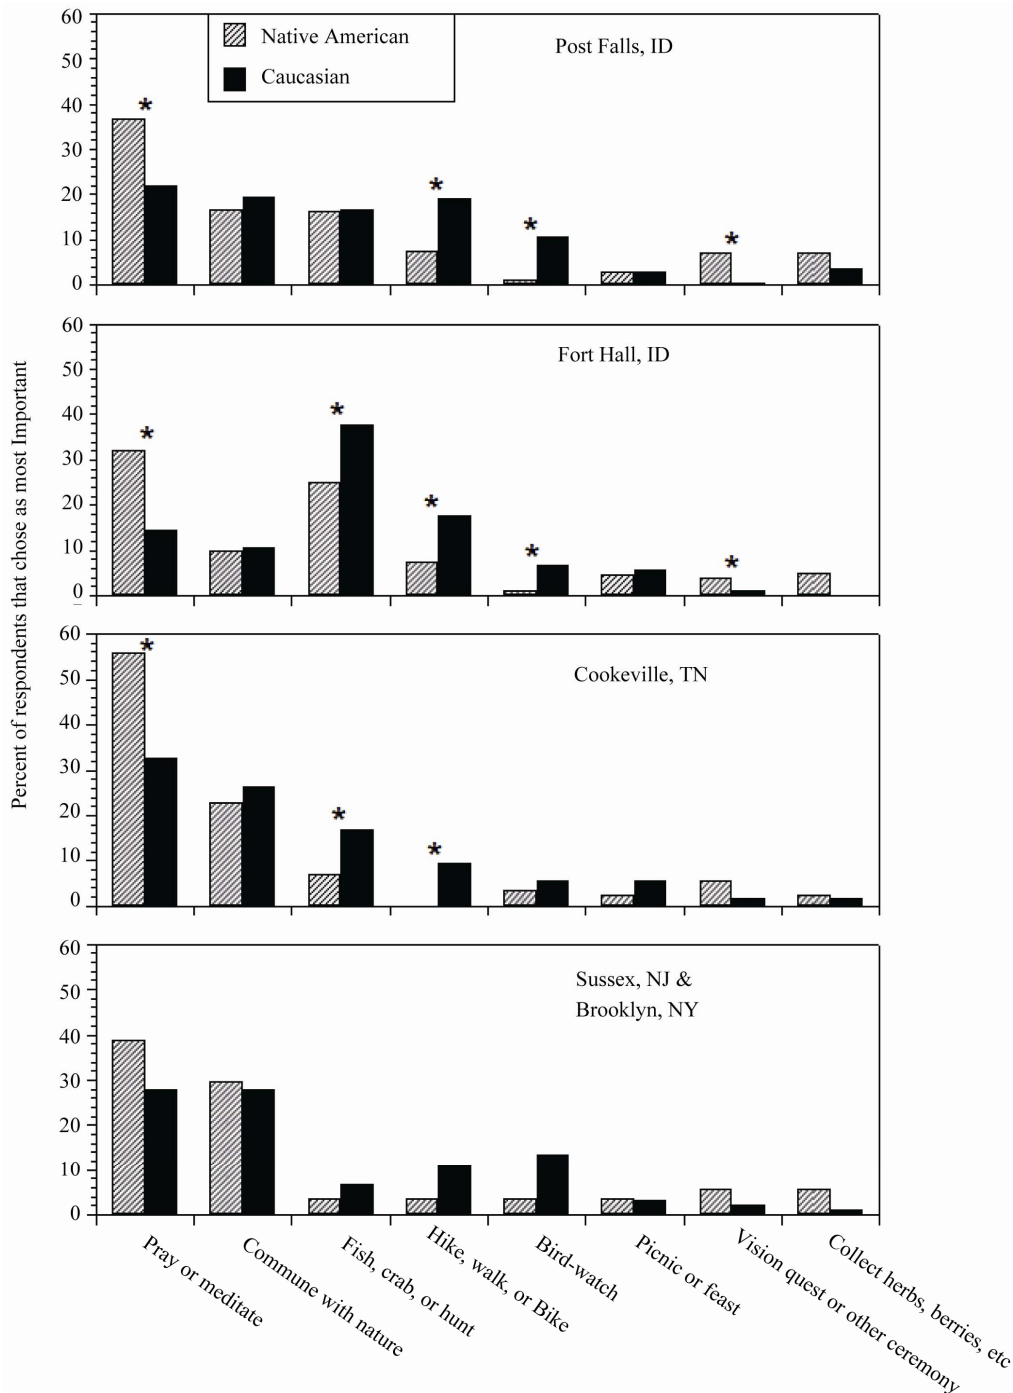 Percent of respondents that chose as most Important
Native American
Caucasian
Post Falls, ID
60
50
40
30
20
10
0
*
*
*
*
Fort Hall, ID
60
50
40
30
20
10
0
*
*
*
*
*
Cookeville, TN
60
50
40
30
20
10
0
*
*
*
Sussex, NJ &
Brooklyn, NY
60
50
40
30
20
10
0
Pray or meditate
Commune with nature
Fish, crab, or hunt
Hike, walk, or Bike
Bird-watch
Picnic or feast
Vision quest or other ceremony
Collect herbs, berries, etc